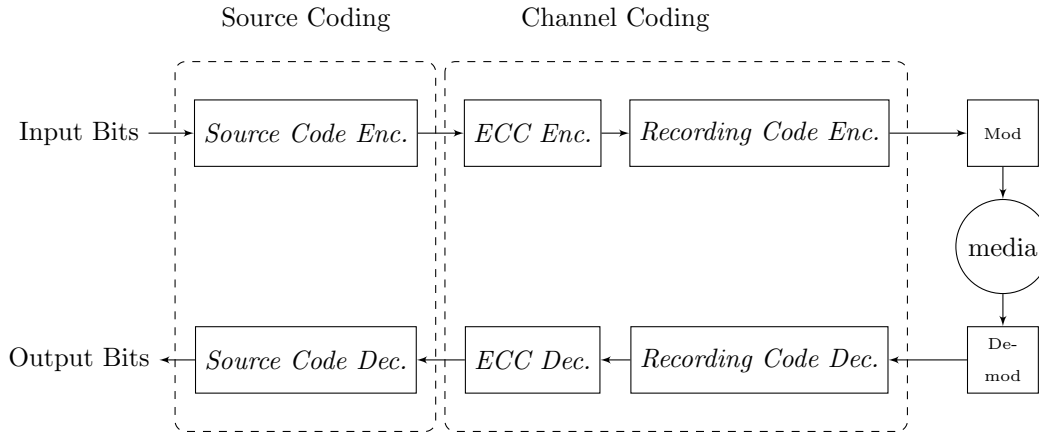 Source Coding
Channel Coding
Input Bits
Source Code Enc.
ECC Enc.
Recording Code Enc.
Mod
media
Output Bits
Source Code Dec.
ECC Dec.
Recording Code Dec.
De-
mod